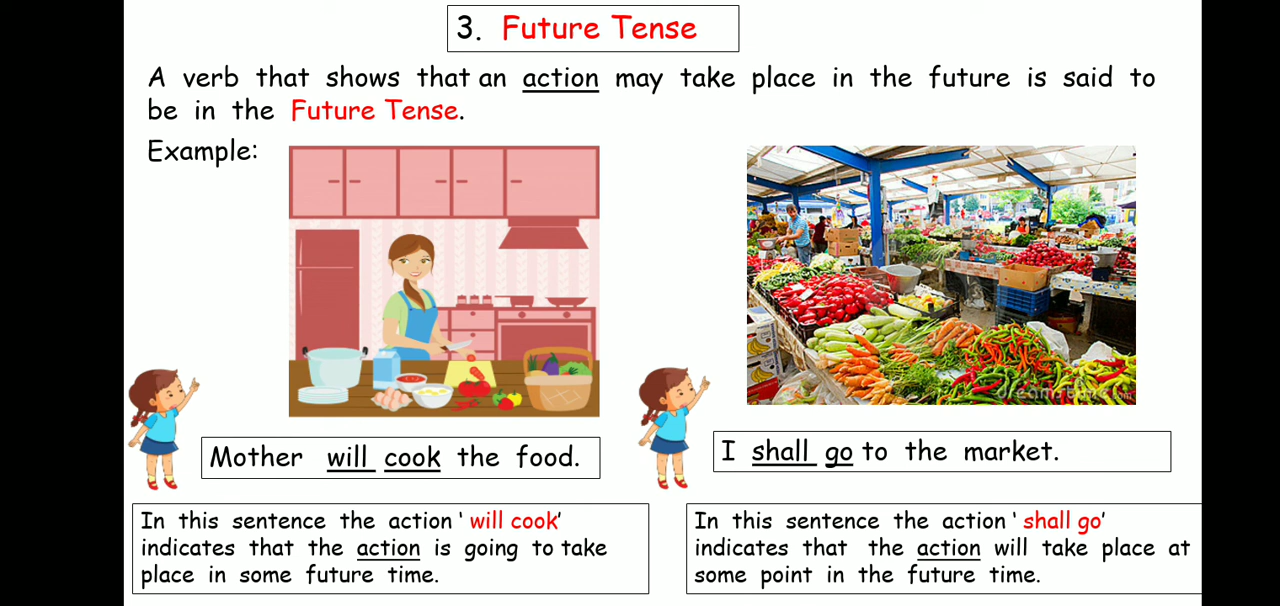 3. Future Tense
A verb that shows that an action may take place in the future is said to
be in the Future Tense.
Example:
Mother will cook the food.
In this sentence the action ‘ will cook’
indicates that the action is going to take
place in some future time.
dreamstime.com
I shall go to the market.
In this sentence the action ‘ shall go’
indicates that the action will take place at
some point in the future time.